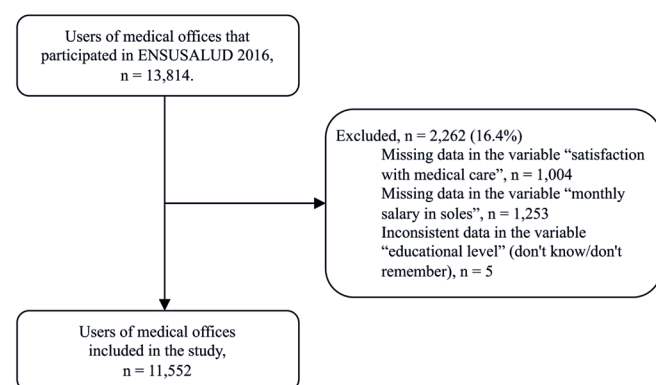 Users of medical offices that
participated in ENSUSALUD 2016,
n = 13,814.
Excluded, n = 2,262 (16.4%)
Missing data in the variable “satisfaction
with medical care”, n = 1,004
Missing data in the variable “monthly
salary in soles”, n = 1,253
Inconsistent data in the variable
“educational level” (don't know/don't
remember), n = 5
Users of medical offices
included in the study,
n = 11,552